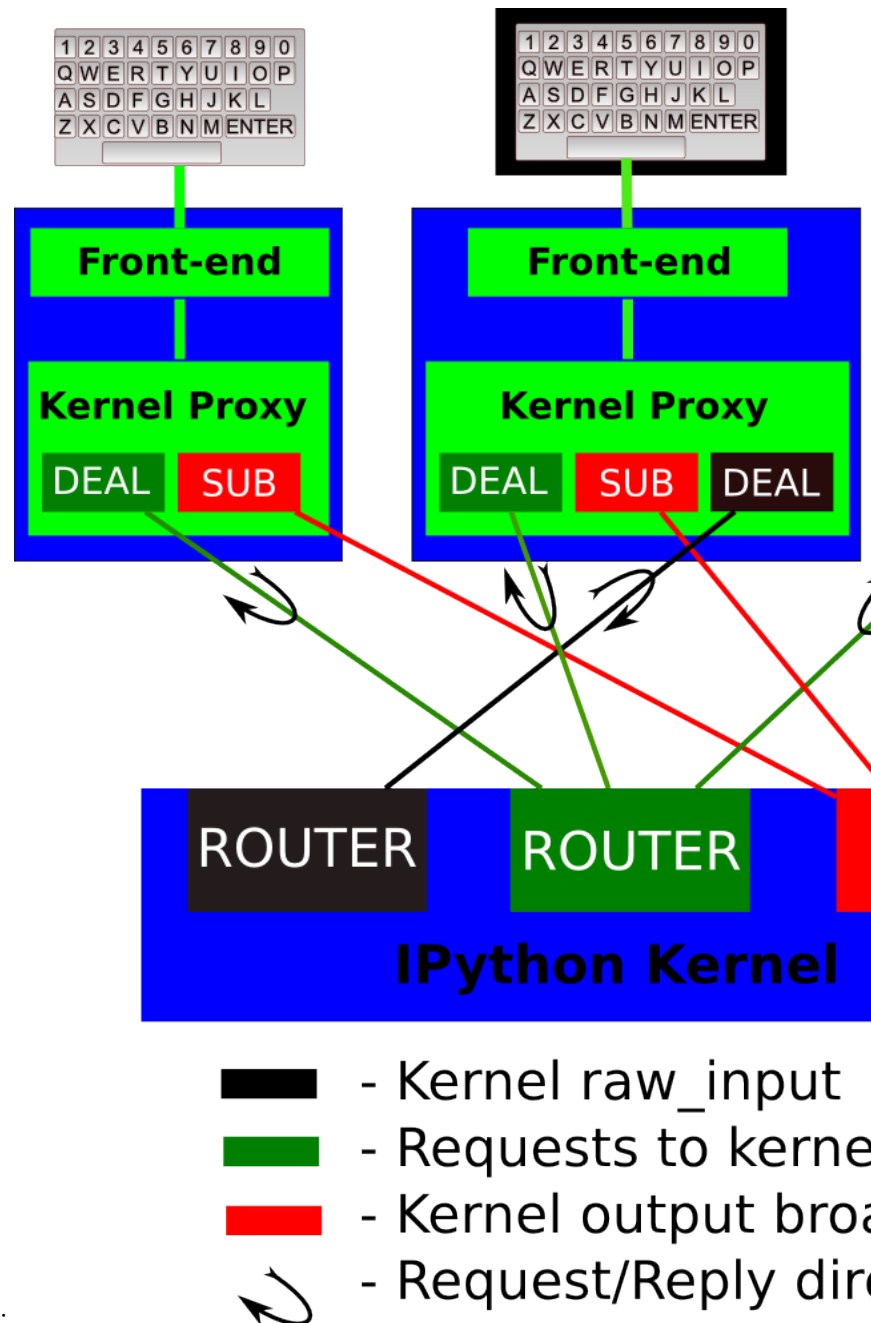 1 2 3 4 5 6 7 8 9 0
Q W E R T Y U I O P
A S D F G H J K L
Z X C V B N M ENTER
1 2 3 4 5 6 7 8 9 0
Q W E R T Y U I O P
A S D F G H J K L
Z X C V B N M ENTER
Front-end
Front-end
Kernel Proxy
Kernel Proxy
DEAL SUB
DEAL SUB DEAL
ROUTER ROUTER
IPython Kernel
- Kernel raw_input
- Requests to kerne
- Kernel output broa
- Request/Reply dire
.